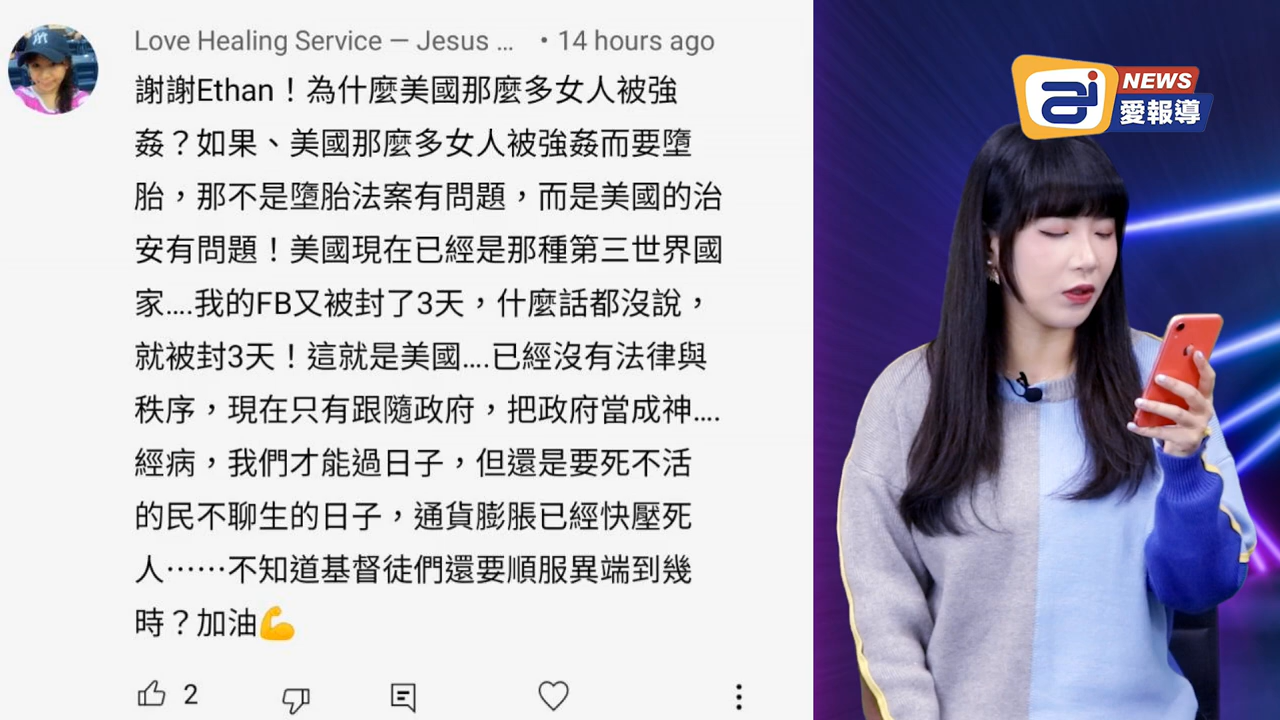 Love Healing Service – Jesus ... • 14 hours ago
謝謝Ethan！為什麼美國那麼多女人被強
姦？如果、美國那麼多女人被強姦而要墮
胎，那不是墮胎法案有問題，而是美國的治
安有問題！美國現在已經是那種第三世界國
家....我的FB又被封了3天，什麼話都沒說，
就被封3天！這就是美國....已經沒有法律與
秩序，現在只有跟隨政府，把政府當成神....
經病，我們才能過日子，但還是要死不活
的民不聊生的日子，通貨膨脹已經快壓死
人⋯⋯不知道基督徒們還要順服異端到幾
時？加油💪
2
ai NEWS
愛報導